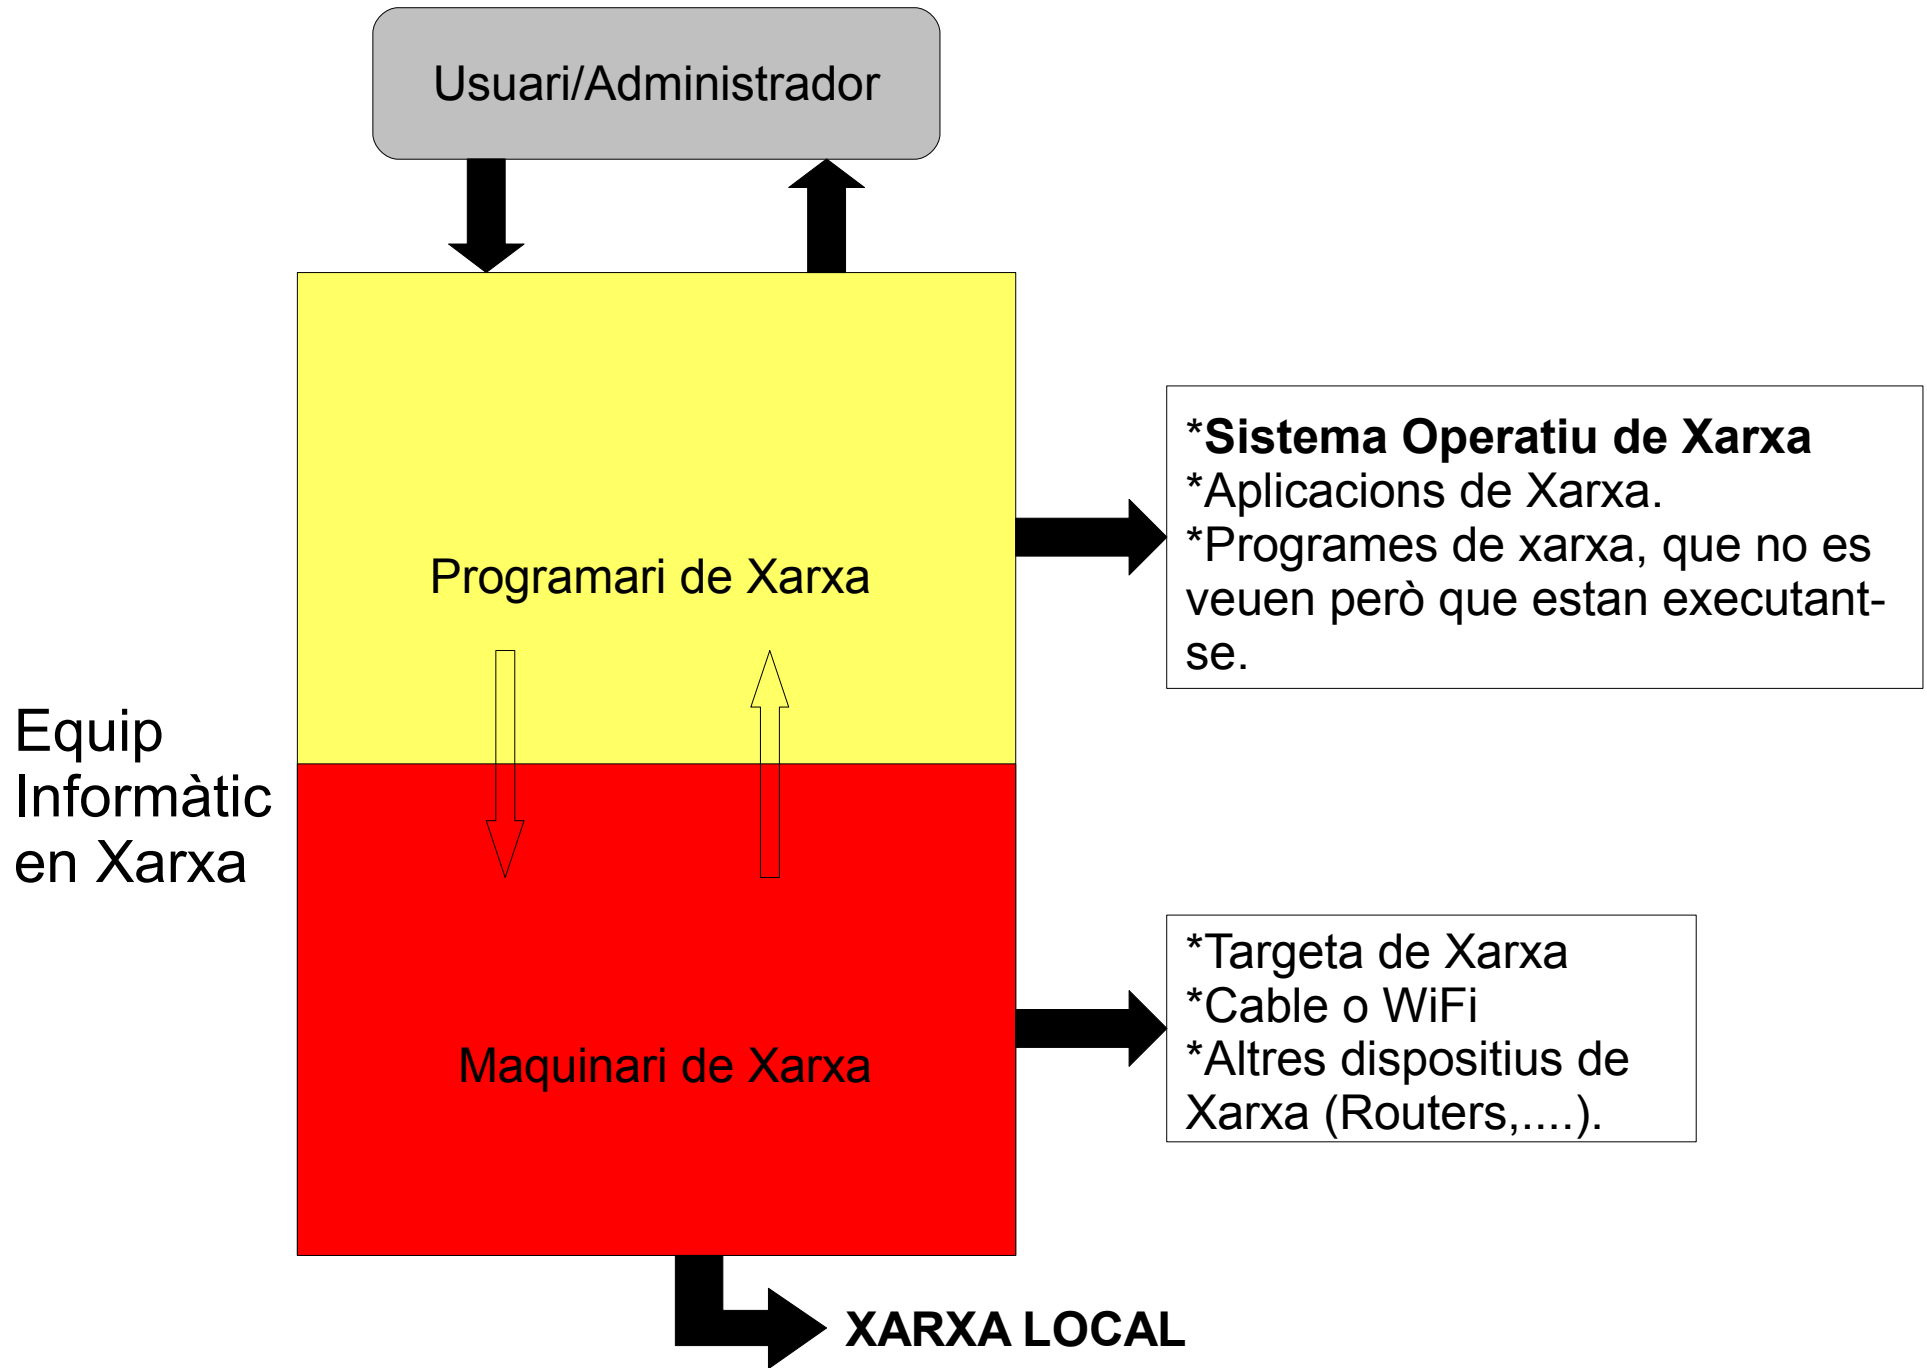 Usuari/Administrador
*Sistema Operatiu de Xarxa
*Aplicacions de Xarxa.
*Programes de xarxa, que no es
veuen però que estan executant-
se.
Programari de Xarxa
Equip
Informàtic
en Xarxa
*Targeta de Xarxa
*Cable o WiFi
*Altres dispositius de
Xarxa (Routers,....).
Maquinari de Xarxa
XARXA LOCAL